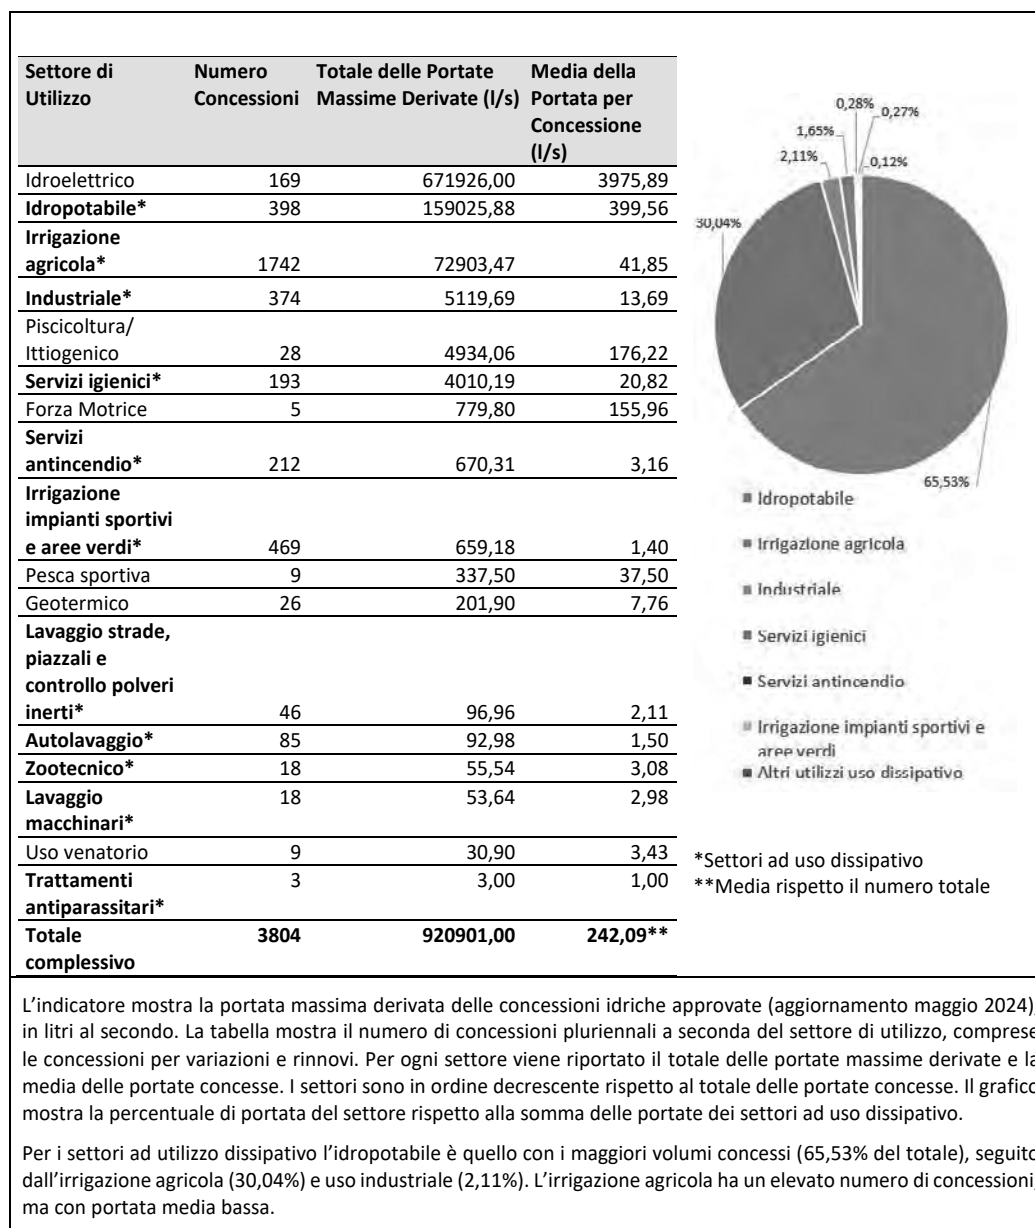 Settore di Utilizzo Numero Concessioni Totale delle Portate Massime Derivate (l/s) Media della Portata per Concessione (l/s)
Idroelettrico 169 671926,00 3975,89
Idropotabile* 398 159025,88 399,56
Irrigazione
agricola* 1742 72903,47 41,85
Industriale* 374 5119,69 13,69
Piscicoltura/
Ittiogenico 28 4934,06 176,22
Servizi igienici* 193 4010,19 20,82
Forza Motrice 5 779,80 155,96
Servizi
antincendio* 212 670,31 3,16
Irrigazione
impianti sportivi
e aree verdi* 469 659,18 1,40
Pesca sportiva 9 337,50 37,50
Geotermico 26 201,90 7,76
Lavaggio strade,
piazzali e
controllo polveri
inerti* 46 96,96 2,11
Autolavaggio* 85 92,98 1,50
Zootecnico* 18 55,54 3,08
Lavaggio 18 53,64 2,98
macchinari*
Uso venatorio 9 30,90 3,43
Trattamenti 3 3,00 1,00
antiparassitari*
Totale 3804 920901,00 242,09**
complessivo
0,28%
0,27%
1,65%
2,11%
0,12%
30,04%
65,53%
Idropotabile
Irrigazione agricola
Industriale
Servizi igienici
Servizi antincendio
Irrigazione impianti sportivi e
aree verdi
Altri utilizzi uso dissipativo
*Settori ad uso dissipativo
**Media rispetto il numero totale
L'indicatore mostra la portata massima derivata delle concessioni idriche approvate (aggiornamento maggio 2024),
in litri al secondo. La tabella mostra il numero di concessioni pluriennali a seconda del settore di utilizzo, comprese
le concessioni per variazioni e rinnovi. Per ogni settore viene riportato il totale delle portate massime derivate e la
media delle portate concesse. I settori sono in ordine decrescente rispetto al totale delle portate concesse. Il grafico
mostra la percentuale di portata del settore rispetto alla somma delle portate dei settori ad uso dissipativo.
Per i settori ad utilizzo dissipativo l'idropotabile è quello con i maggiori volumi concessi (65,53% del totale), seguito
dall'irrigazione agricola (30,04%) e uso industriale (2,11%). L'irrigazione agricola ha un elevato numero di concessioni,
ma con portata media bassa.